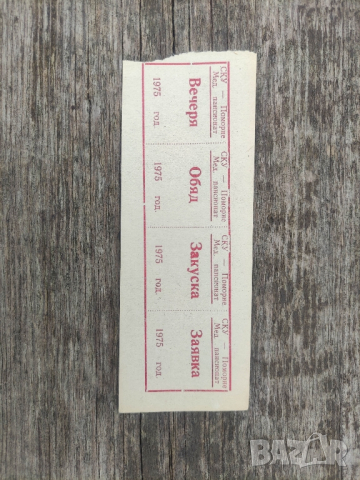 СКУ — Поморие
Мед. пансионат
Вечеря
1975 год.
СКУ — Поморие
Мед. пансионат
Обяд
1975 год.
СКУ — Поморие
Мед. пансионат
Закуска
1975 год.
СКУ — Поморие
Мед. пансионат
Заявка
1975 год.
BAZAR